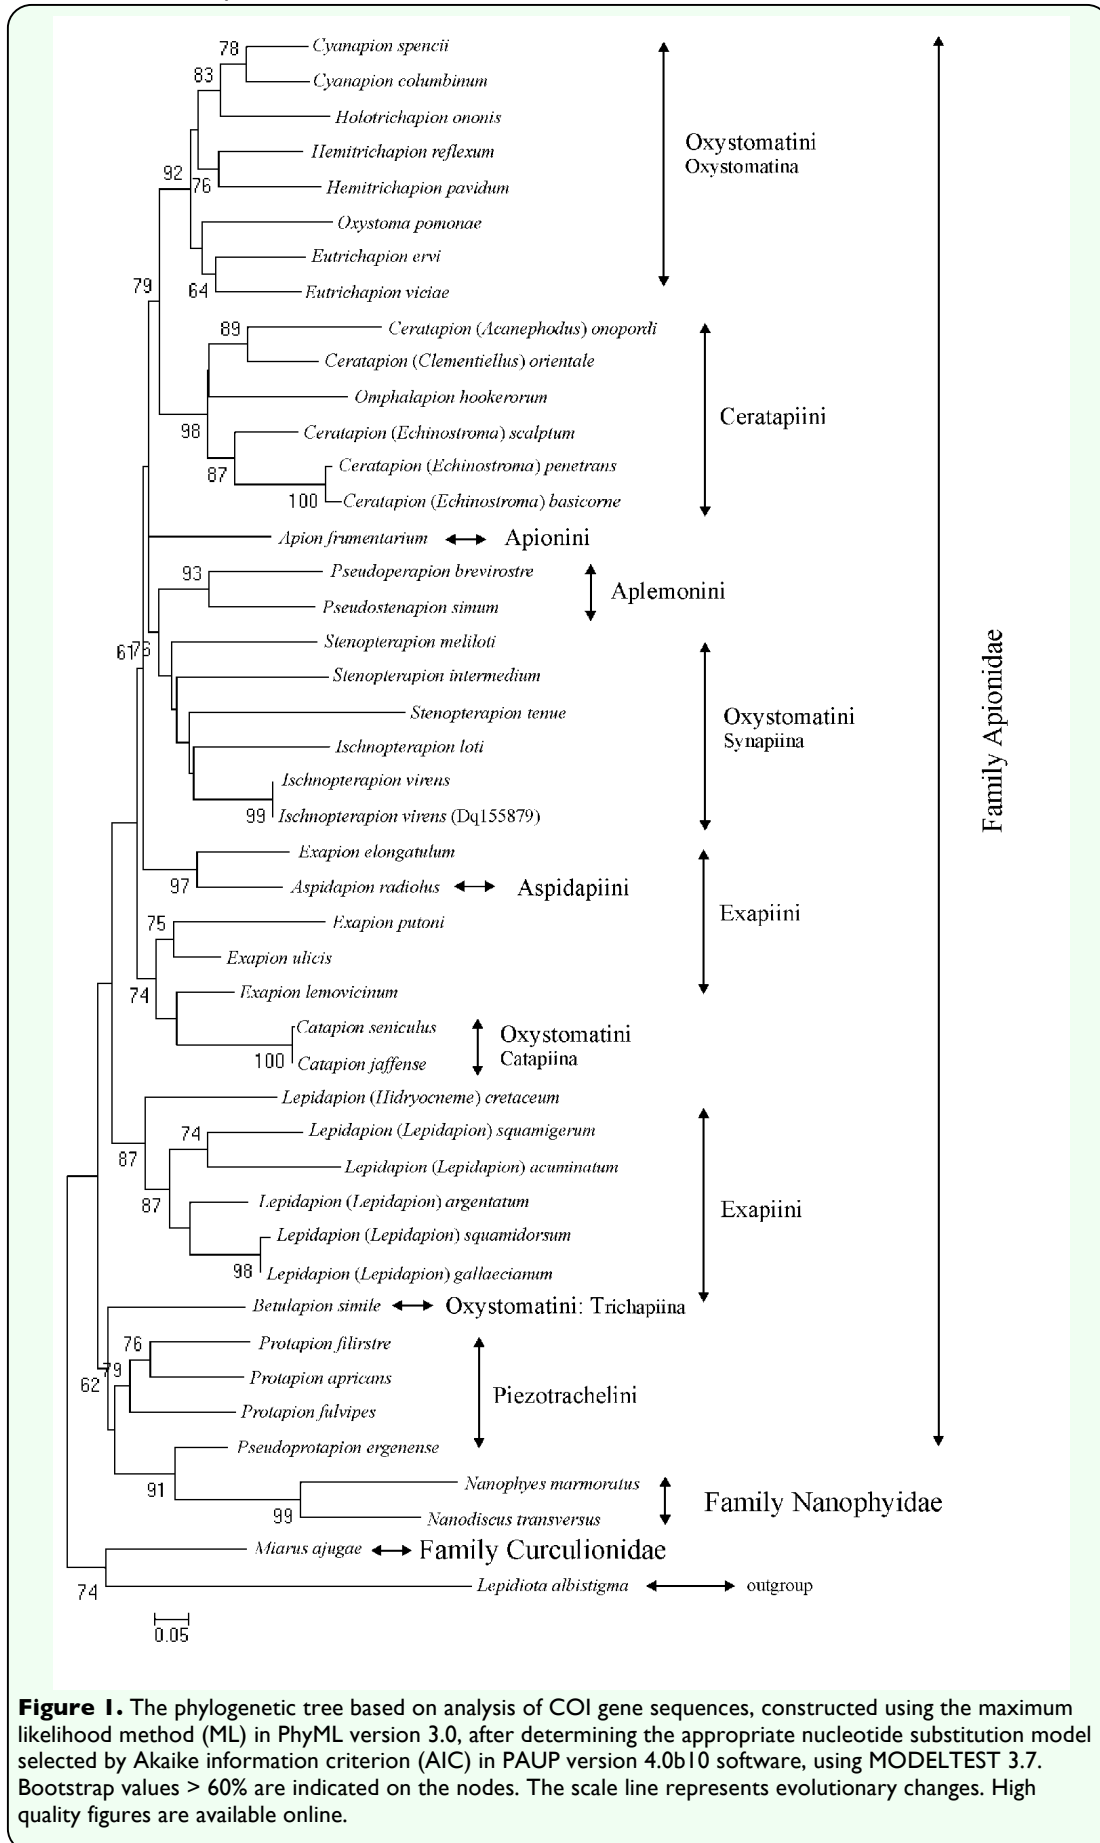 78
Cyanapion spencii
83
Cyanapion columbinum
Holotrichapion ononis
Hemitrichapion reflexum
Oxystomatini
Oxystomatina
92
76
Hemitrichapion pavidum
Oxystoma pomonae
Eutrichapion ervi
79
64
Eutrichapion viciae
89
Ceratapion (Acanephodus) onopordi
Ceratapion (Clementiellus) orientale
Omphalapion hookerorum
Ceratapiini
98
Ceratapion (Echinostroma) scalptum
87
Ceratapion (Echinostroma) penetrans
100
Ceratapion (Echinostroma) basicorne
Apion frumentarium
Apionini
93
Pseudoperapion brevirostre
Aplemonini
Pseudostenapion simum
61
76
Stenopterapion meliloti
Stenopterapion intermedium
Stenopterapion tenue
Oxystomatini
Synapiina
Ischnopterapion loti
Ischnopterapion virens
99
Ischnopterapion virens (Dq155879)
Family Apionidae
Exapion elongatulum
97
Aspidapion radiolus
Aspidapiini
Exapiini
75
Exapion putoni
Exapion ulicis
74
Exapion lemovicinum
Catapion seniculus
Oxystomatini
Catapiina
100
Catapion jaffense
Lepidapion (Hidryocneme) cretaceum
74
Lepidapion (Lepidapion) squamigerum
87
Lepidapion (Lepidapion) acuminatum
87
Lepidapion (Lepidapion) argentatum
Exapiini
Lepidapion (Lepidapion) squamidorsum
98
Lepidapion (Lepidapion) gallaecianum
Betulapion simile
Oxystomatini: Trichapiina
76
Protapion filirstre
79
62
Protapion apricans
Piezotrachelini
Protapion fulvipes
Pseudoprotapion ergenense
91
Nanophyes marmoratus
Family Nanophyidae
99
Nanodiscus transversus
Miarus ajugae
Family Curculionidae
74
Lepidiota albistigma
outgroup
0.05
Figure 1. The phylogenetic tree based on analysis of COI gene sequences, constructed using the maximum
likelihood method (ML) in PhyML version 3.0, after determining the appropriate nucleotide substitution model
selected by Akaike information criterion (AIC) in PAUP version 4.0b10 software, using MODELTEST 3.7.
Bootstrap values > 60% are indicated on the nodes. The scale line represents evolutionary changes. High
quality figures are available online.